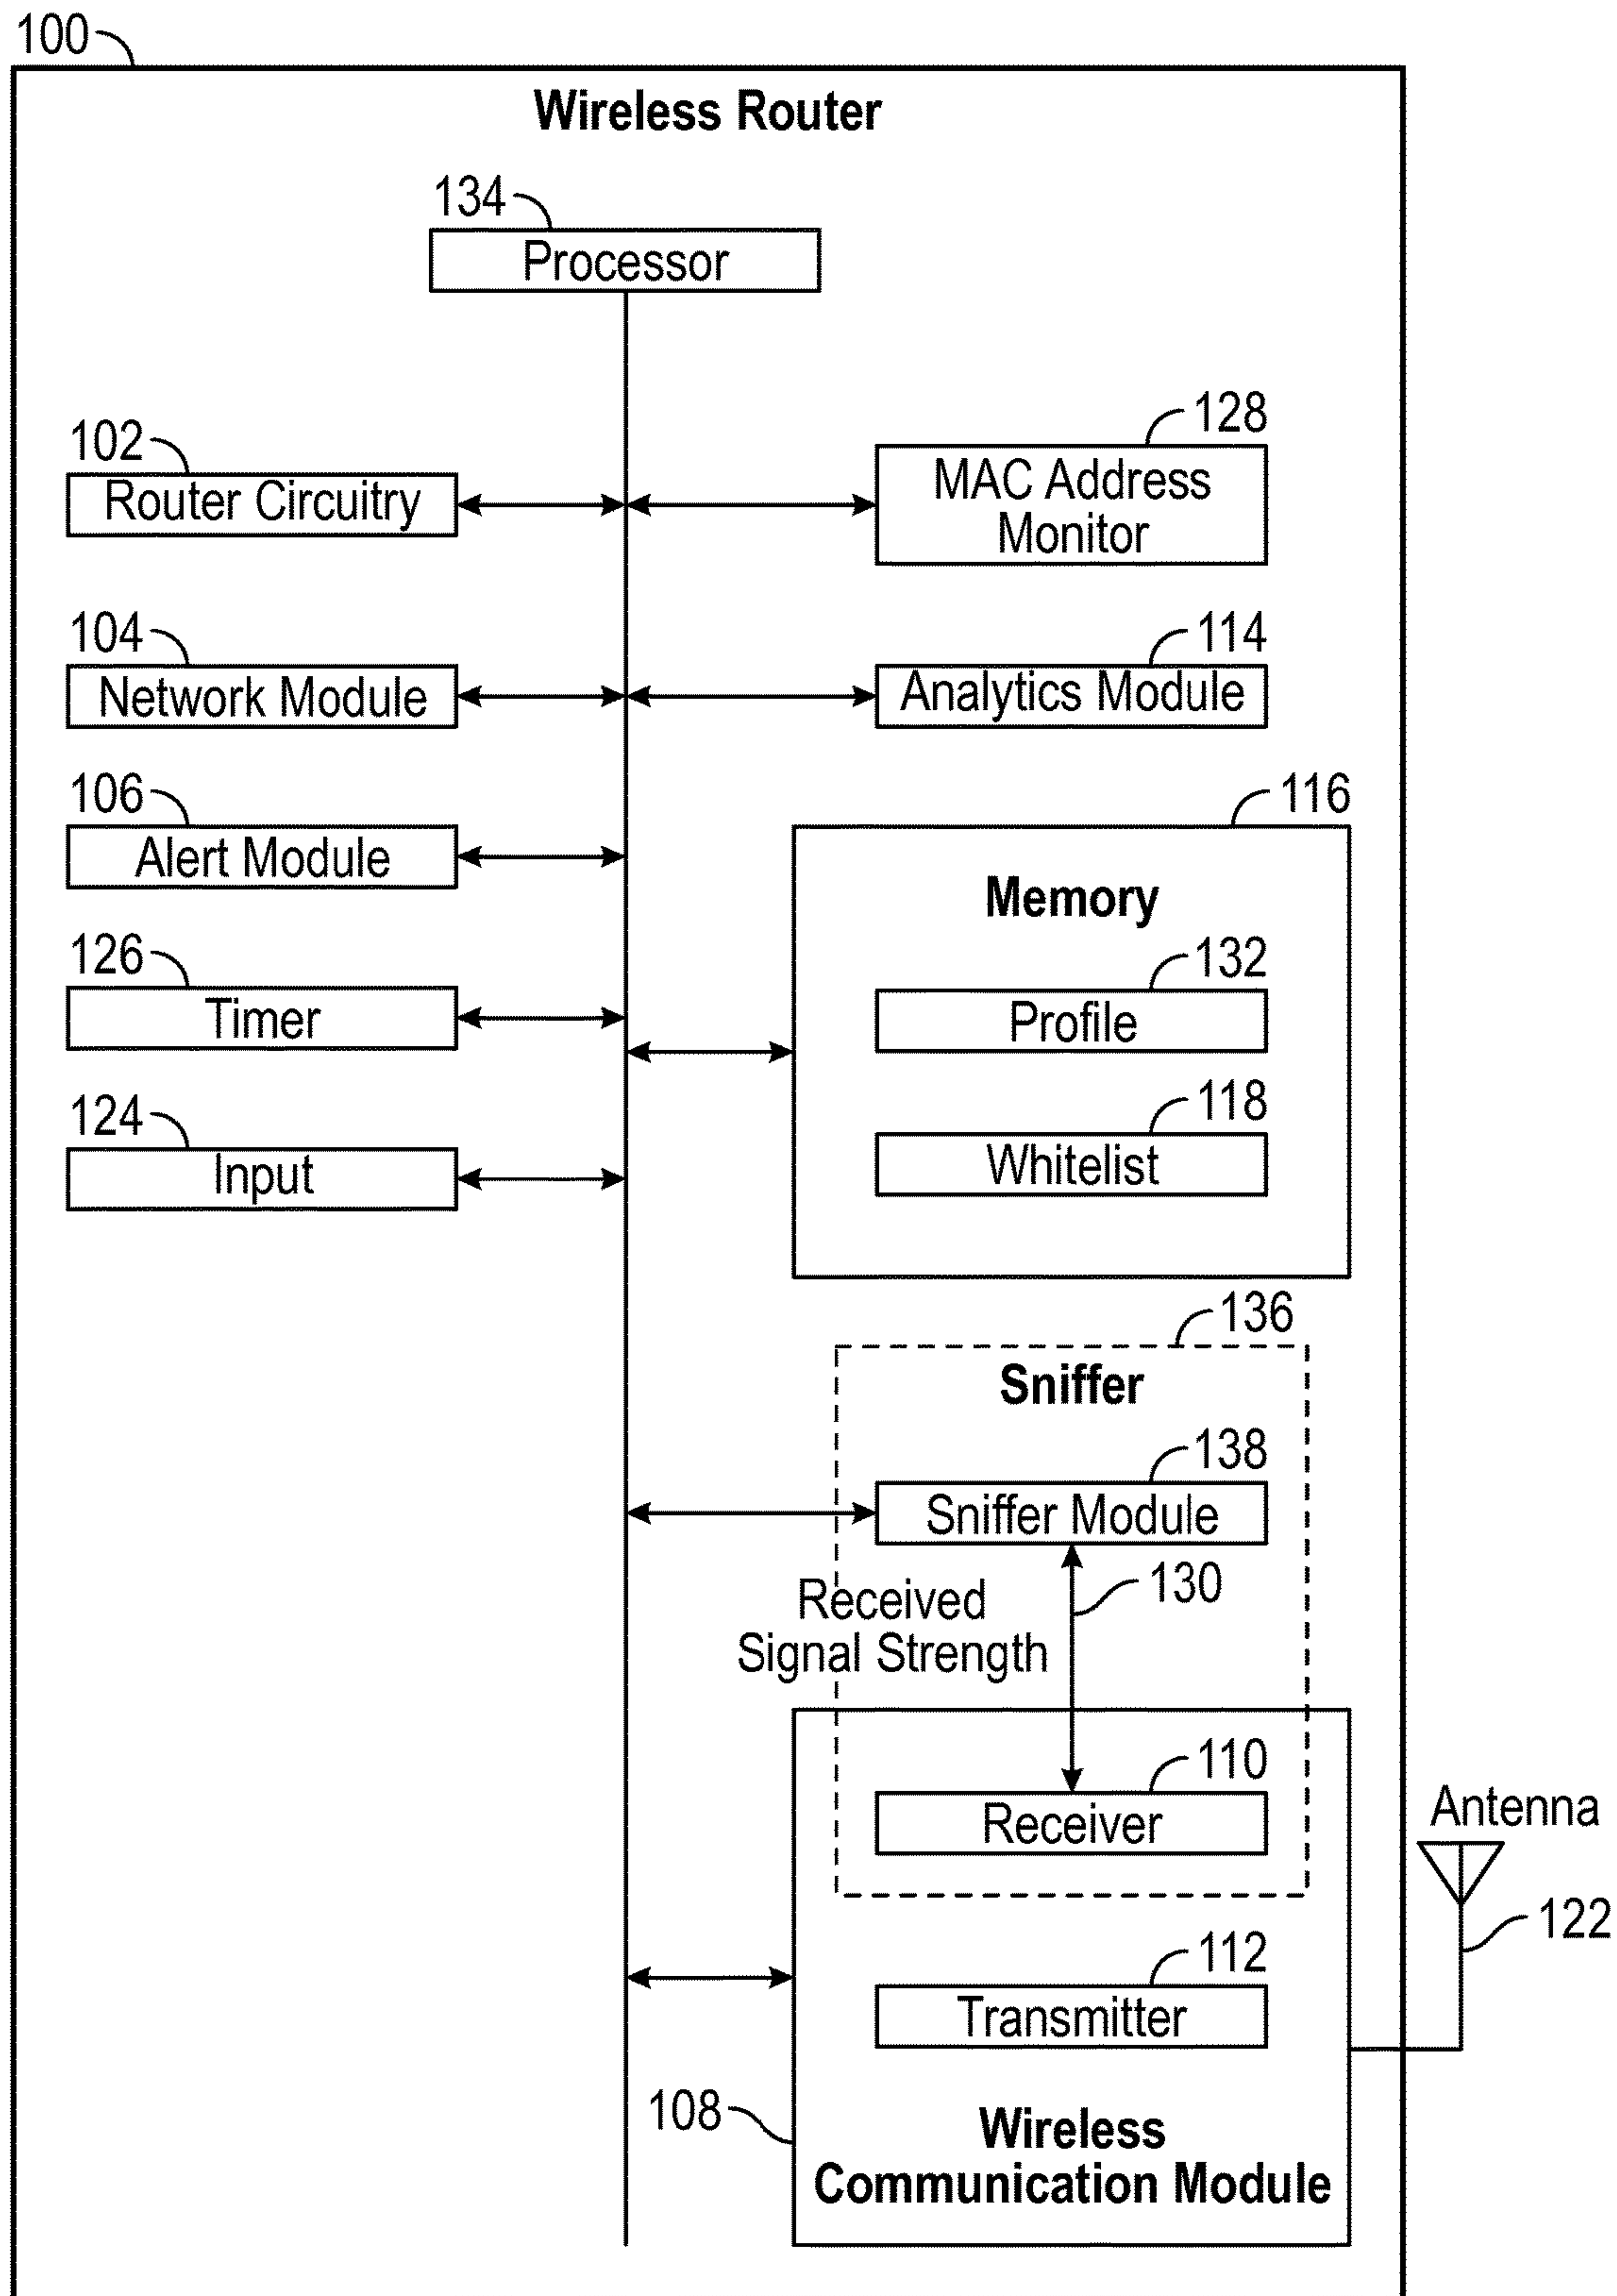 100
Wireless Router
134
Processor
102
Router Circuitry
128
MAC Address
Monitor
104
Network Module
114
Analytics Module
106
Alert Module
116
Memory
126
Timer
132
Profile
124
Input
118
Whitelist
136
Sniffer
138
Sniffer Module
130
Received
Signal Strength
110
Receiver
Antenna
122
112
Transmitter
108
Wireless
Communication Module